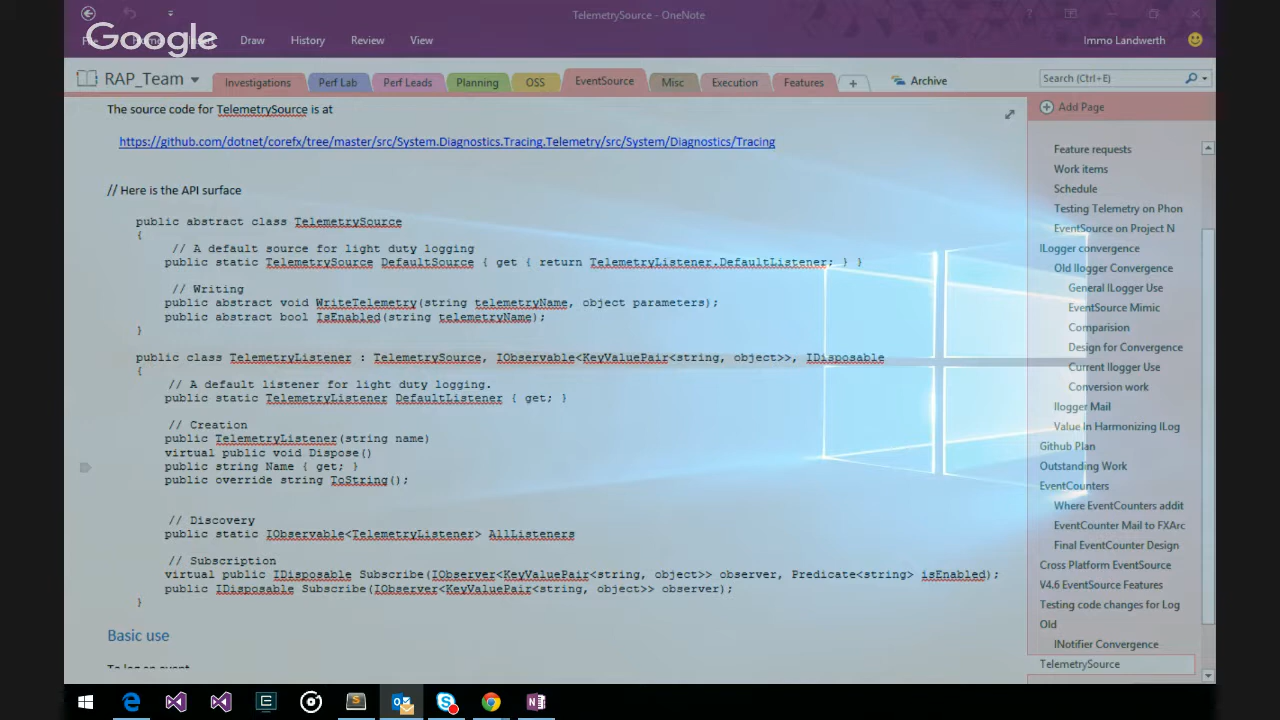 TelemetrySource - OneNote
Google
Draw History Review View
Immo Landwerth
RAP_Team
Investigations Perf Lab Perf Leads Planning OSS EventSource Misc Execution Features + Archive
Search (Ctrl+E)
Add Page
The source code for TelemetrySource is at
https://github.com/dotnet/corefx/tree/master/src/System.Diagnostics.Tracing.Telemetry/src/System/Diagnostics/Tracing
// Here is the API surface
public abstract class TelemetrySource
{
// A default source for light duty logging
public static TelemetrySource DefaultSource { get { return TelemetryListener.DefaultListener; } }
// Writing
public abstract void WriteTelemetry(string telemetryName, object parameters);
public abstract bool IsEnabled(string telemetryName);
}
public class TelemetryListener : TelemetrySource, IObservable<KeyValuePair<string, object>>, IDisposable
{
// A default listener for light duty logging.
public static TelemetryListener DefaultListener { get; }
// Creation
public TelemetryListener(string name)
virtual public void Dispose()
public string Name { get; }
public override string ToString();
// Discovery
public static IObservable<TelemetryListener> AllListeners
// Subscription
virtual public IDisposable Subscribe(IObserver<KeyValuePair<string, object>> observer, Predicate<string> isEnabled);
public IDisposable Subscribe(IObserver<KeyValuePair<string, object>> observer);
}
Basic use
To log an event
Feature requests
Work items
Schedule
Testing Telemetry on Phon
EventSource on Project N
ILogger convergence
Old Ilogger Convergence
General ILogger Use
EventSource Mimic
Comparision
Design for Convergence
Current Ilogger Use
Conversion work
Ilogger Mail
Value In Harmonizing ILog
Github Plan
Outstanding Work
EventCounters
Where EventCounters addit
EventCounter Mail to FXArc
Final EventCounter Design
Cross Platform EventSource
V4.6 EventSource Features
Testing code changes for Log
Old
INotifier Convergence
TelemetrySource